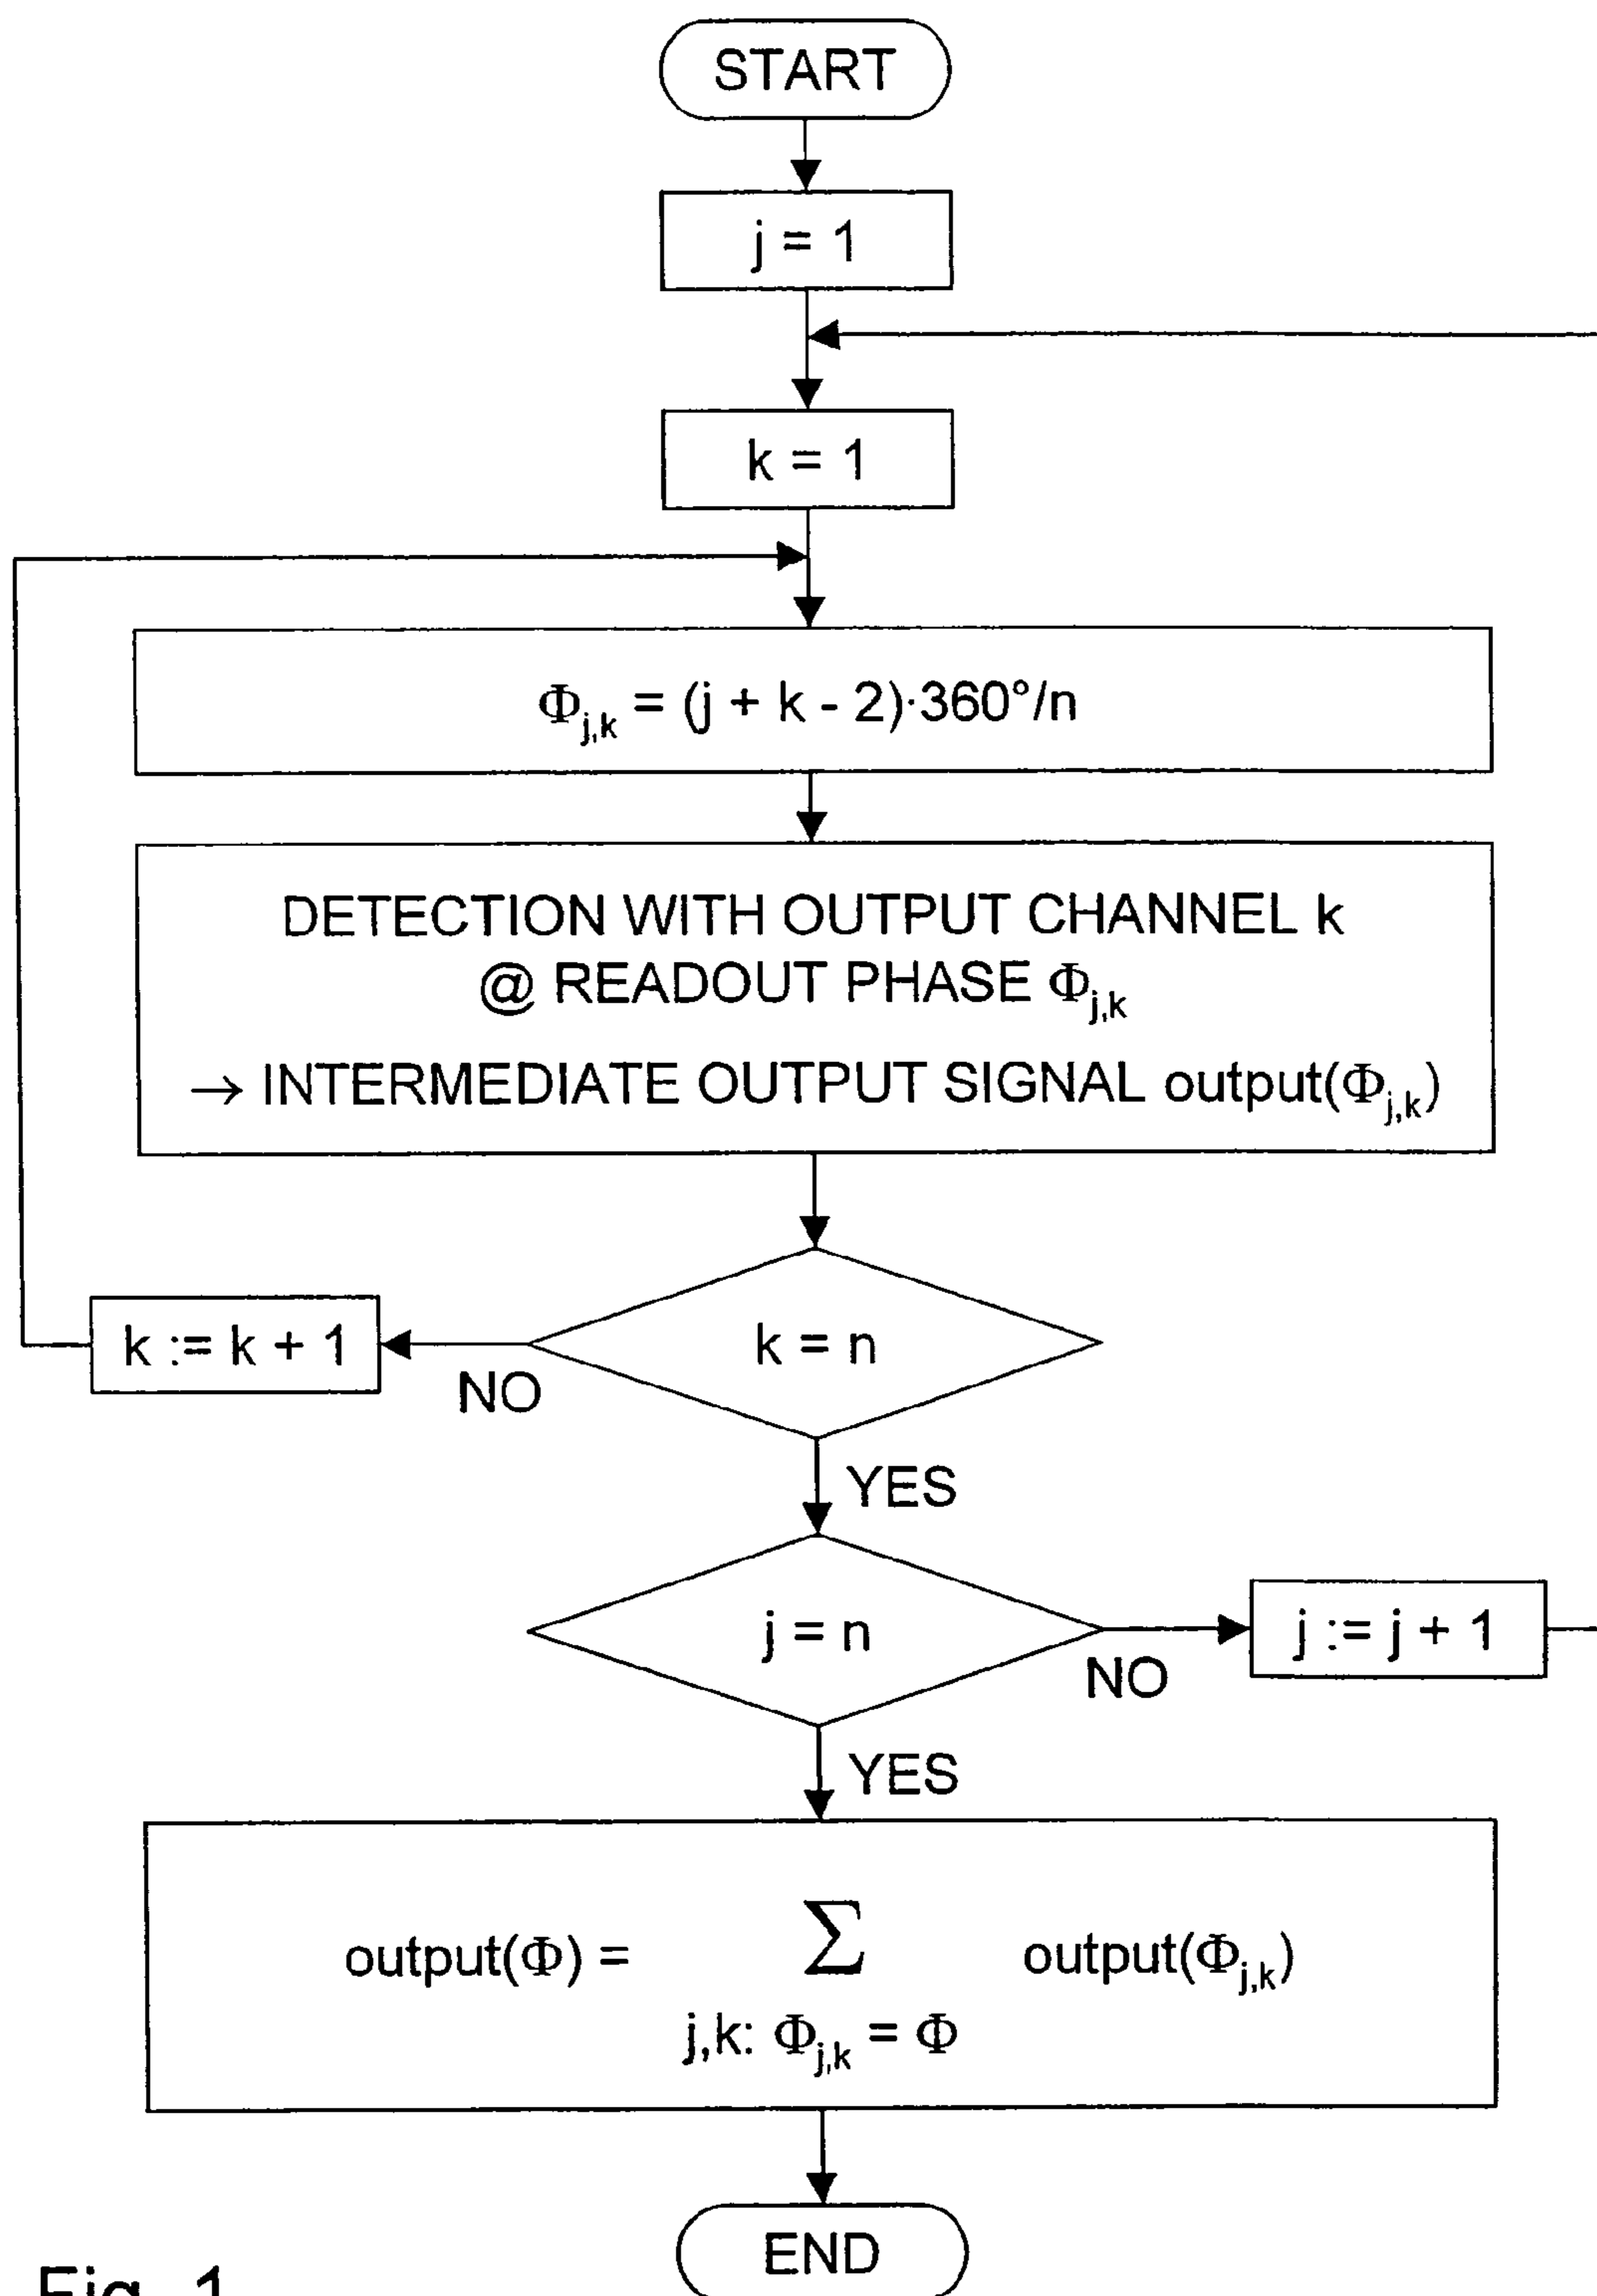 START
j = 1
k = 1
Φj,k = (j + k - 2)·360°/n
DETECTION WITH OUTPUT CHANNEL k
@ READOUT PHASE Φj,k
→ INTERMEDIATE OUTPUT SIGNAL output(Φj,k)
k := k + 1
NO
k = n
YES
j = n
NO
j := j + 1
YES
output(Φ) = Σ output(Φj,k)
j,k: Φj,k = Φ
END
Fig. 1